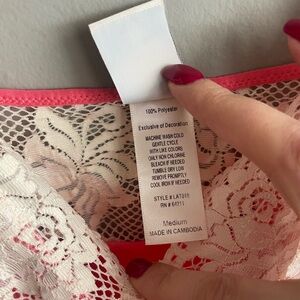 100% Polyester
Exclusive of Decoration
MACHINE WASH COLD
GENTLE CYCLE
WITH LIKE COLORS
ONLY NON CHLORINE
BLEACH IF NEEDED
TUMBLE DRY LOW
REMOVE PROMPTLY
COOL IRON IF NEEDED
STYLE #
RN #
Medium
MADE IN CAMBODIA